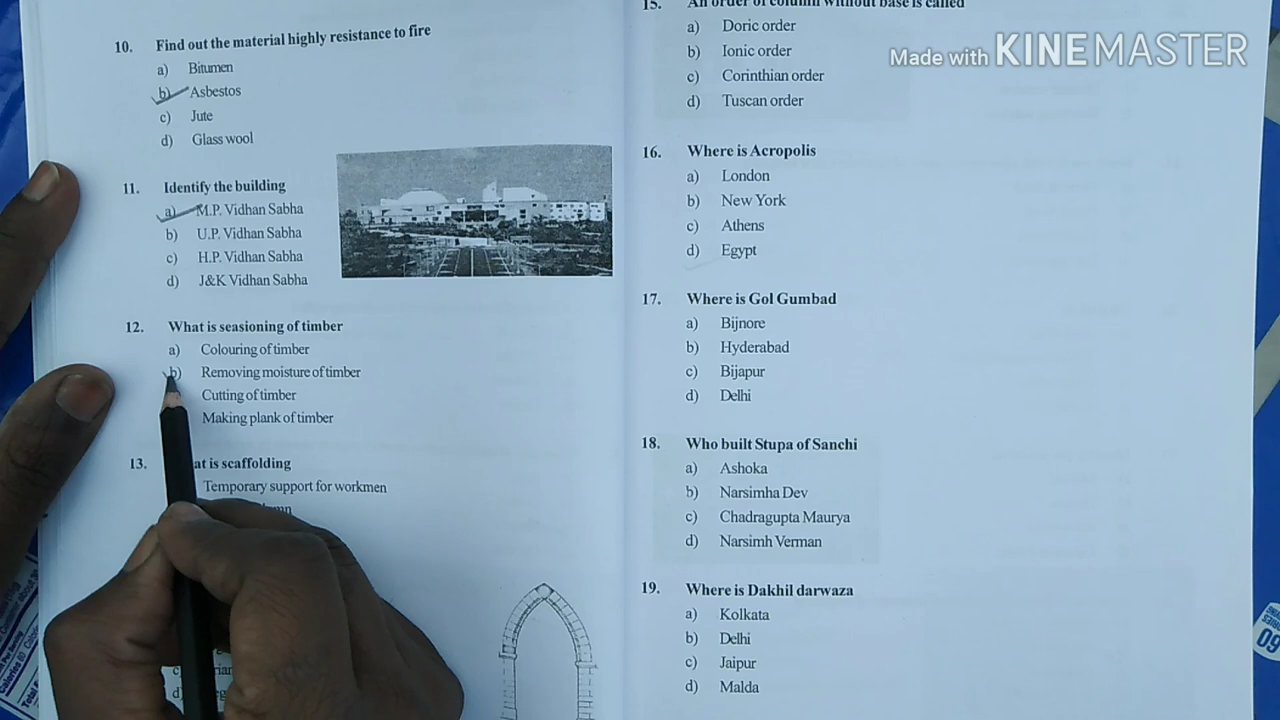 10. Find out the material highly resistance to fire
a) Bitumen
b) Asbestos
c) Jute
d) Glass wool
11. Identify the building
a) M.P. Vidhan Sabha
b) U.P. Vidhan Sabha
c) H.P. Vidhan Sabha
d) J&K Vidhan Sabha
12. What is seasioning of timber
a) Colouring of timber
b) Removing moisture of timber
Cutting of timber
Making plank of timber
13. at is scaffolding
Temporary support for workmen
c)
d)
15. An order of column without base is called
a) Doric order
b) Ionic order
c) Corinthian order
d) Tuscan order
16. Where is Acropolis
a) London
b) New York
c) Athens
d) Egypt
17. Where is Gol Gumbad
a) Bijnore
b) Hyderabad
c) Bijapur
d) Delhi
18. Who built Stupa of Sanchi
a) Ashoka
b) Narsimha Dev
c) Chadragupta Maurya
d) Narsimh Verman
19. Where is Dakhil darwaza
a) Kolkata
b) Delhi
c) Jaipur
d) Malda
Made with KINEMASTER
09